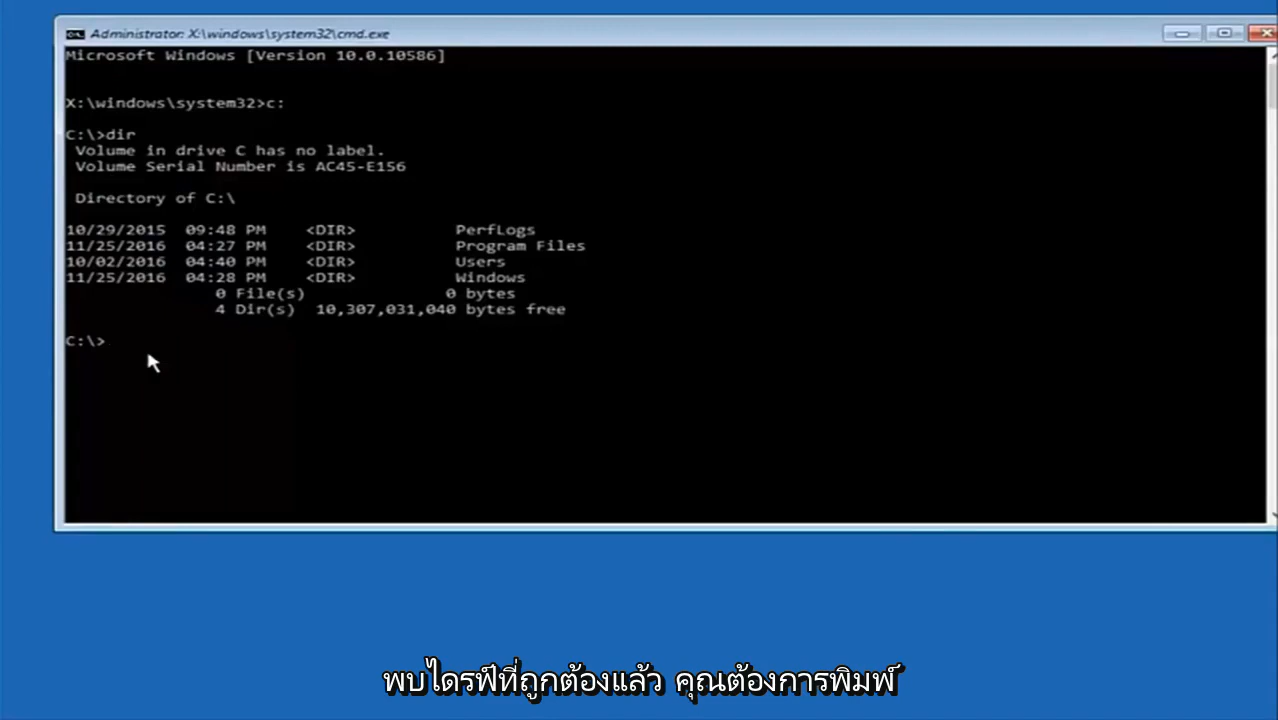 Administrator: X:\windows\system32\cmd.exe
Microsoft Windows [Version 10.0.10586]
X:\windows\system32>c:
C:\>dir
Volume in drive C has no label.
Volume Serial Number is AC45-E156
Directory of C:\
10/29/2015 09:48 PM <DIR> PerfLogs
11/25/2016 04:27 PM <DIR> Program Files
10/02/2016 04:40 PM <DIR> Users
11/25/2016 04:28 PM <DIR> Windows
0 File(s) 0 bytes
4 Dir(s) 10,307,031,040 bytes free
C:\>
พบไดรฟ์ที่ถูกต้องแล้ว คุณต้องการพิมพ์